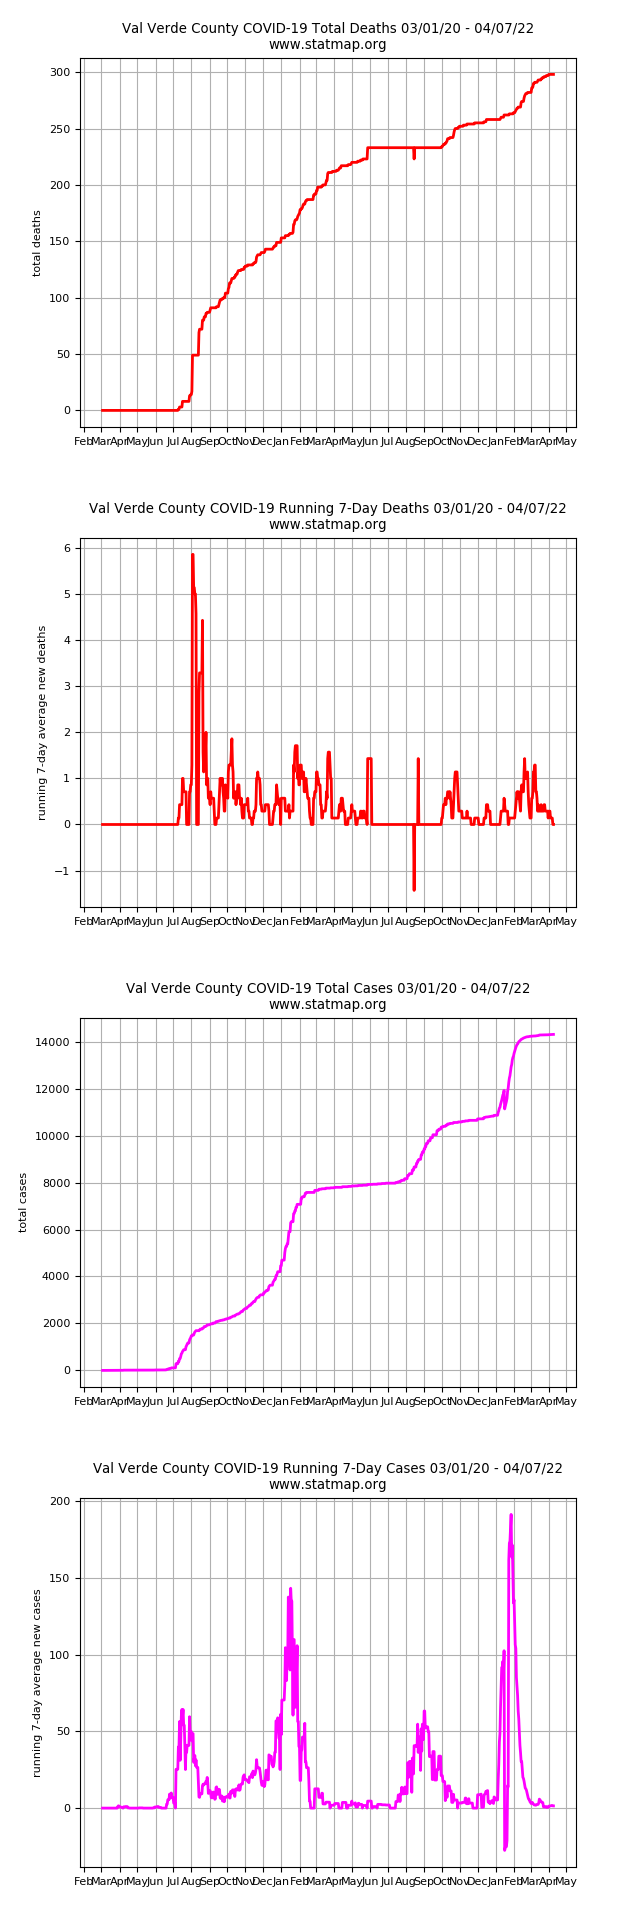 Val Verde County COVID-19 Total Deaths 03/01/20 - 04/07/22
www.statmap.org
300
250
200
150
100
50
0
total deaths
Feb Mar Apr May Jun Jul Aug Sep Oct Nov Dec Jan Feb Mar Apr May Jun Jul Aug Sep Oct Nov Dec Jan Feb Mar Apr May
Val Verde County COVID-19 Running 7-Day Deaths 03/01/20 - 04/07/22
www.statmap.org
6
5
4
3
2
1
0
−1
running 7-day average new deaths
Feb Mar Apr May Jun Jul Aug Sep Oct Nov Dec Jan Feb Mar Apr May Jun Jul Aug Sep Oct Nov Dec Jan Feb Mar Apr May
Val Verde County COVID-19 Total Cases 03/01/20 - 04/07/22
www.statmap.org
14000
12000
10000
8000
6000
4000
2000
0
total cases
Feb Mar Apr May Jun Jul Aug Sep Oct Nov Dec Jan Feb Mar Apr May Jun Jul Aug Sep Oct Nov Dec Jan Feb Mar Apr May
Val Verde County COVID-19 Running 7-Day Cases 03/01/20 - 04/07/22
www.statmap.org
200
150
100
50
0
running 7-day average new cases
Feb Mar Apr May Jun Jul Aug Sep Oct Nov Dec Jan Feb Mar Apr May Jun Jul Aug Sep Oct Nov Dec Jan Feb Mar Apr May